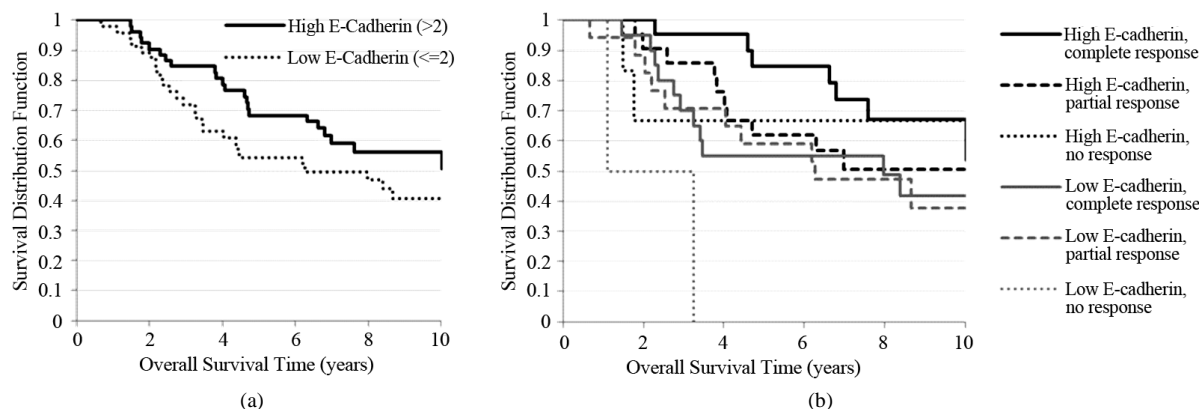 1
0.9
0.8
0.7
0.6
0.5
0.4
0.3
0.2
0.1
0
Survival Distribution Function
High E-Cadherin (>2)
Low E-Cadherin (<=2)
0 2 4 6 8 10
Overall Survival Time (years)
(a)
1
0.9
0.8
0.7
0.6
0.5
0.4
0.3
0.2
0.1
0
Survival Distribution Function
0 2 4 6 8 10
Overall Survival Time (years)
(b)
High E-cadherin,
complete response
High E-cadherin,
partial response
High E-cadherin,
no response
Low E-cadherin,
complete response
Low E-cadherin,
partial response
Low E-cadherin,
no response